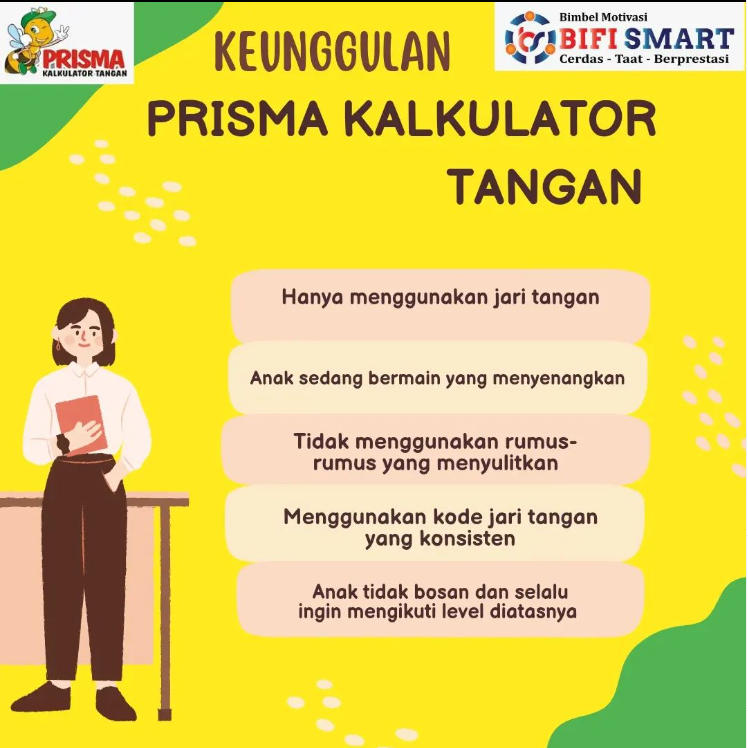 PRISMA
KALKULATOR TANGAN
Bimbel Motivasi
BIFI SMART
Cerdas - Taat - Berprestasi
KEUNGGULAN
PRISMA KALKULATOR
TANGAN
Hanya menggunakan jari tangan
Anak sedang bermain yang menyenangkan
Tidak menggunakan rumus-
rumus yang menyulitkan
Menggunakan kode jari tangan
yang konsisten
Anak tidak bosan dan selalu
ingin mengikuti level diatasnya